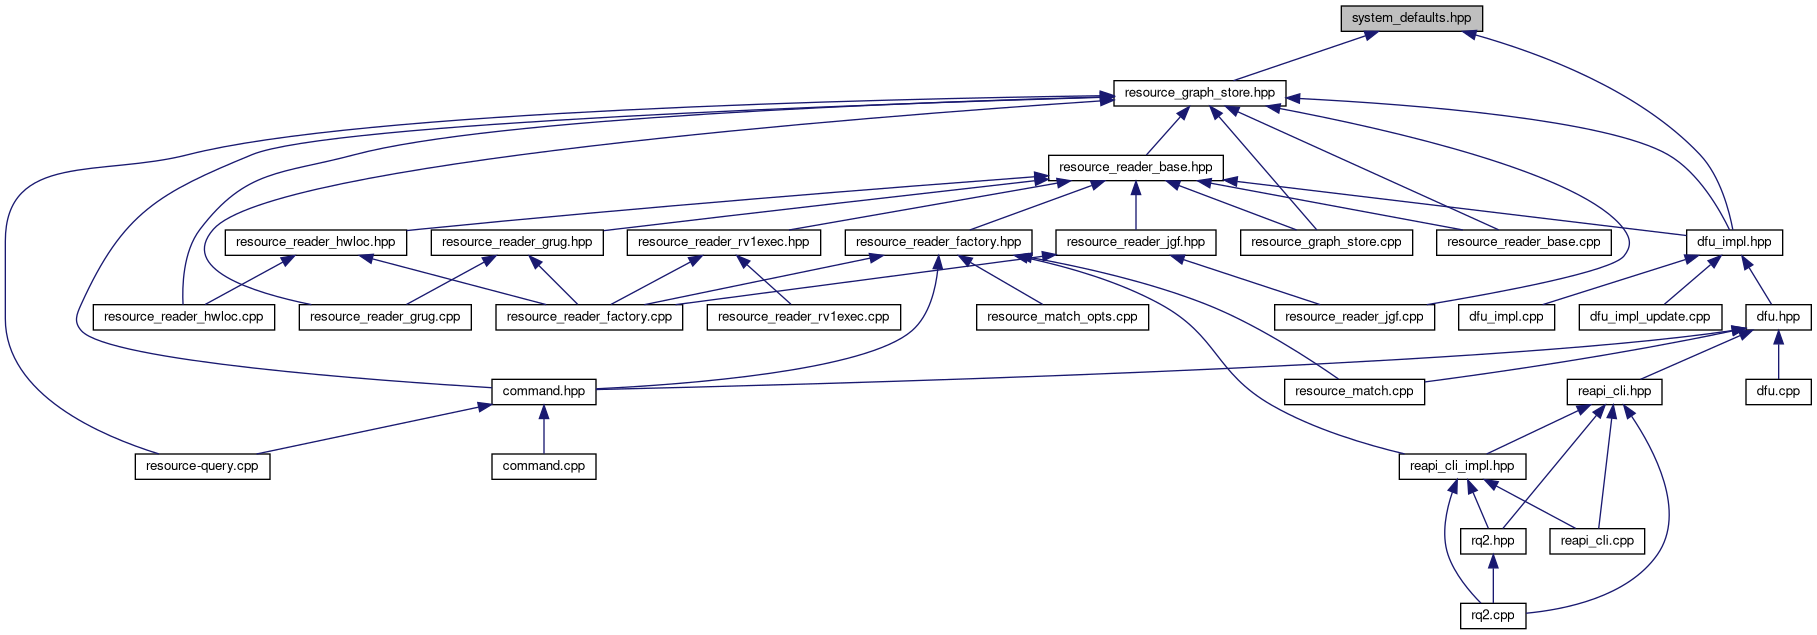 system_defaults.hpp
resource_graph_store.hpp
resource_reader_base.hpp
resource_reader_hwloc.hpp
resource_reader_grug.hpp
resource_reader_rv1exec.hpp
resource_reader_factory.hpp
resource_reader_jgf.hpp
resource_graph_store.cpp
resource_reader_base.cpp
dfu_impl.hpp
resource_reader_hwloc.cpp
resource_reader_grug.cpp
resource_reader_factory.cpp
resource_reader_rv1exec.cpp
resource_match_opts.cpp
resource_reader_jgf.cpp
dfu_impl.cpp
dfu_impl_update.cpp
dfu.hpp
command.hpp
resource_match.cpp
reapi_cli.hpp
dfu.cpp
resource-query.cpp
command.cpp
reapi_cli_impl.hpp
rq2.hpp
reapi_cli.cpp
rq2.cpp